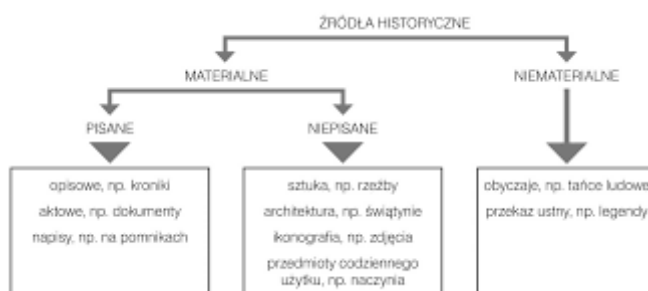 ŹRÓDŁA HISTORYCZNE
MATERIALNE
NIEMATERIALNE
PISANE
NIEPISANE
opisowe, np. kroniki
aktowe, np. dokumenty
napisy, np. na pomnikach
sztuka, np. rzeźby
architektura, np. świątynie
ikonografia, np. zdjęcia
przedmioty codziennego
użytku, np. naczynia
obyczaje, np. tańce ludowe
przekaz ustny, np. legendy